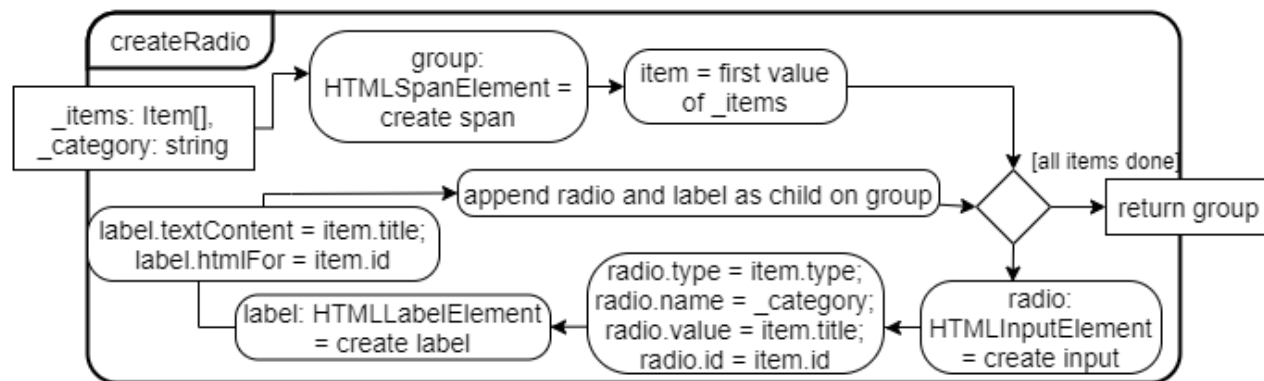 createRadio
_items: Item[],
_category: string
group:
HTMLSpanElement =
create span
item = first value
of _items
[all items done]
return group
radio:
HTMLInputElement
= create input
radio.type = item.type;
radio.name = _category;
radio.value = item.title;
radio.id = item.id
label: HTMLLabelElement
= create label
label.textContent = item.title;
label.htmlFor = item.id
append radio and label as child on group